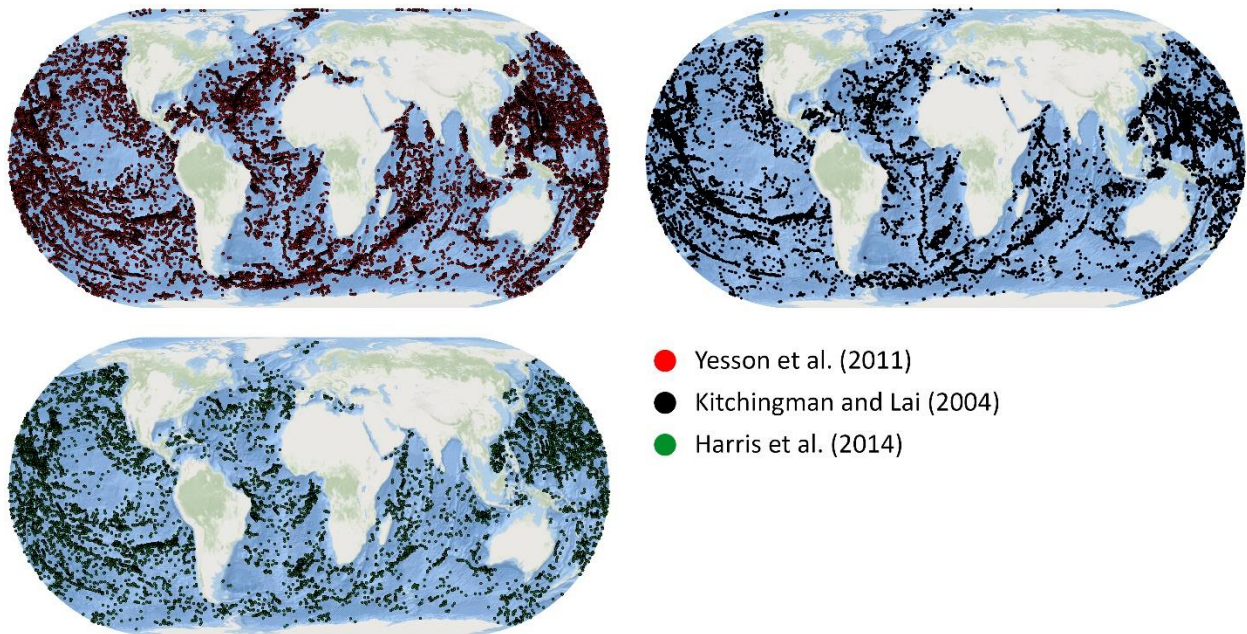 Yesson et al. (2011)
Kitchingman and Lai (2004)
Harris et al. (2014)